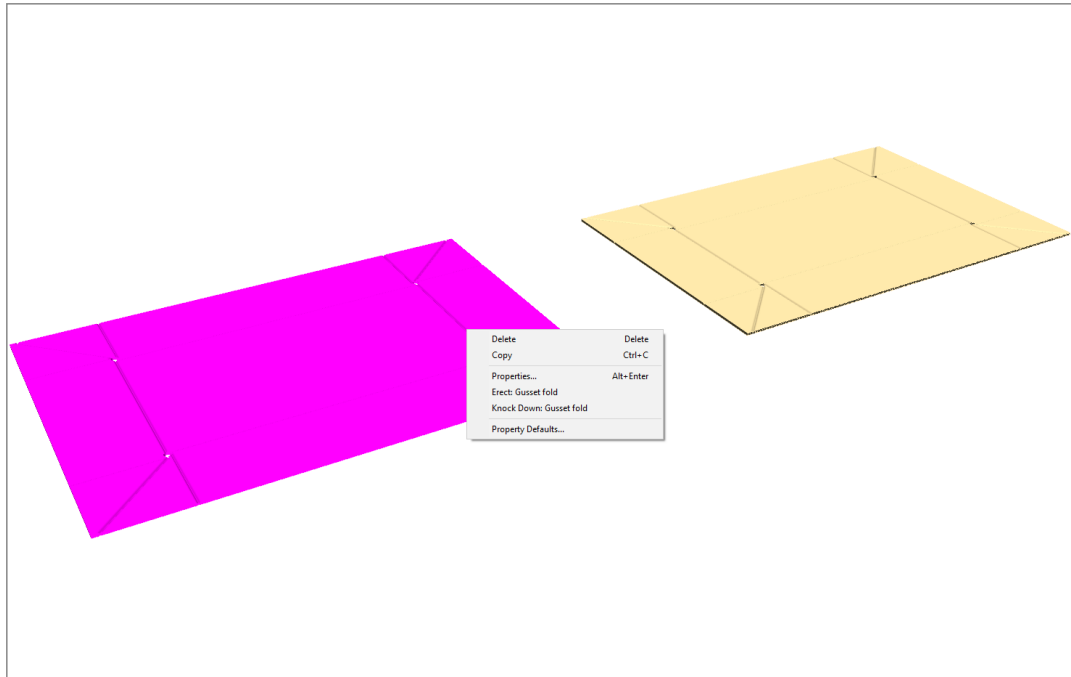 Delete Delete
Copy Ctrl+C
Properties... Alt+Enter
Erect: Gusset fold
Knock Down: Gusset fold
Property Defaults...